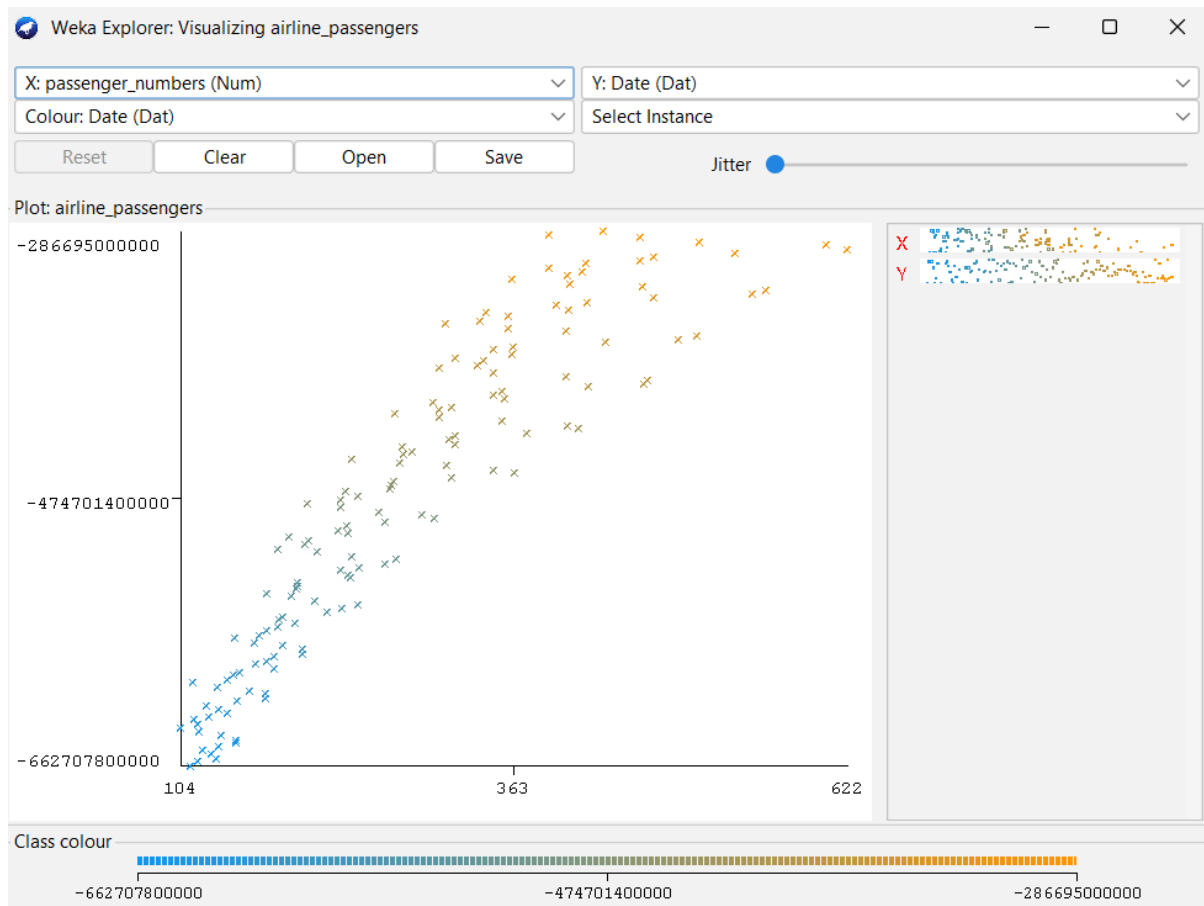 Weka Explorer: Visualizing airline_passengers
X: passenger_numbers (Num) Y: Date (Dat)
Colour: Date (Dat) Select Instance
Reset Clear Open Save Jitter
Plot: airline_passengers
-286695000000
X
Y
-474701400000
-662707800000
104 363 622
Class colour
-662707800000 -474701400000 -286695000000